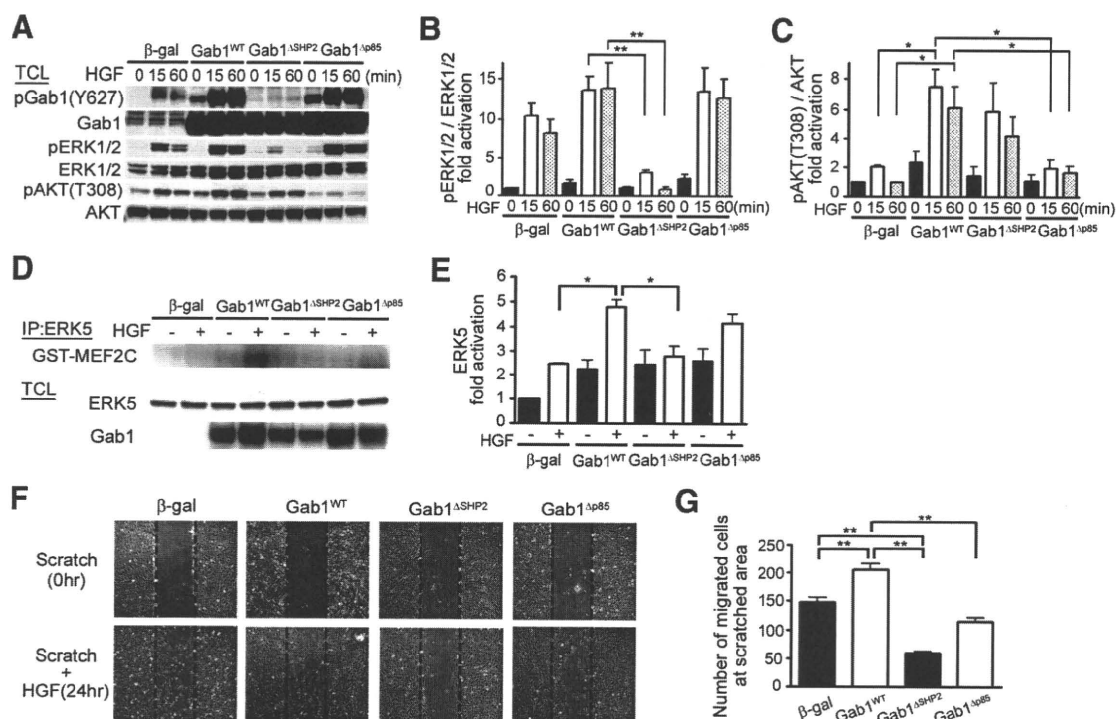 A
β-gal Gab1WT Gab1ΔSHP2 Gab1Δp85
TCL HGF 0 15 60 0 15 60 0 15 60 0 15 60 (min)
pGab1(Y627)
Gab1
pERK1/2
ERK1/2
pAKT(T308)
AKT
B
pERK1/2 / ERK1/2
fold activation
15
10
5
0
**
**
HGF 0 15 60 0 15 60 0 15 60 0 15 60 (min)
β-gal Gab1WT Gab1ΔSHP2 Gab1Δp85
C
pAKT(T308) / AKT
fold activation
8
6
4
2
0
*
*
*
*
HGF 0 15 60 0 15 60 0 15 60 0 15 60 (min)
β-gal Gab1WT Gab1ΔSHP2 Gab1Δp85
D
β-gal Gab1WT Gab1ΔSHP2 Gab1Δp85
IP:ERK5 HGF - + - + - + - +
GST-MEF2C
TCL
ERK5
Gab1
E
ERK5
fold activation
6
5
4
3
2
1
0
*
*
HGF - + - + - + - +
β-gal Gab1WT Gab1ΔSHP2 Gab1Δp85
F
β-gal Gab1WT Gab1ΔSHP2 Gab1Δp85
Scratch
(0hr)
Scratch
+
HGF(24hr)
G
Number of migrated cells
at scratched area
250
200
150
100
50
0
**
**
**
**
β-gal Gab1WT Gab1ΔSHP2 Gab1Δp85